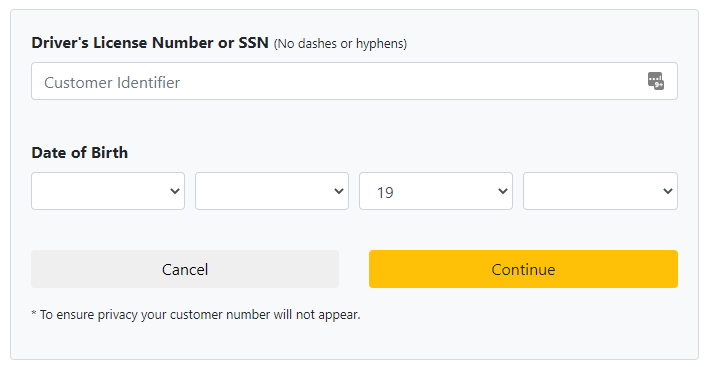 Driver's License Number or SSN (No dashes or hyphens)
Customer Identifier
Date of Birth
19
Cancel Continue
* To ensure privacy your customer number will not appear.